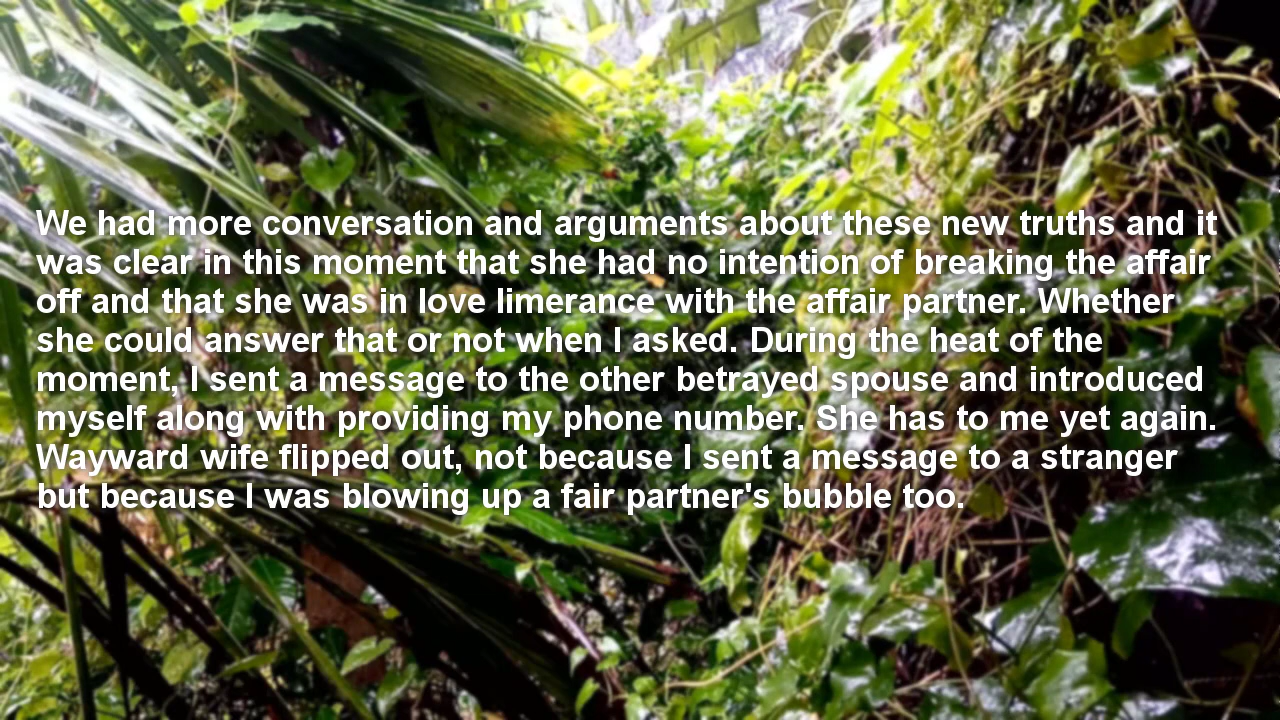 We had more conversation and arguments about these new truths and it
was clear in this moment that she had no intention of breaking the affair
off and that she was in love limerance with the affair partner. Whether
she could answer that or not when I asked. During the heat of the
moment, I sent a message to the other betrayed spouse and introduced
myself along with providing my phone number. She has to me yet again.
Wayward wife flipped out, not because I sent a message to a stranger
but because I was blowing up a fair partner's bubble too.